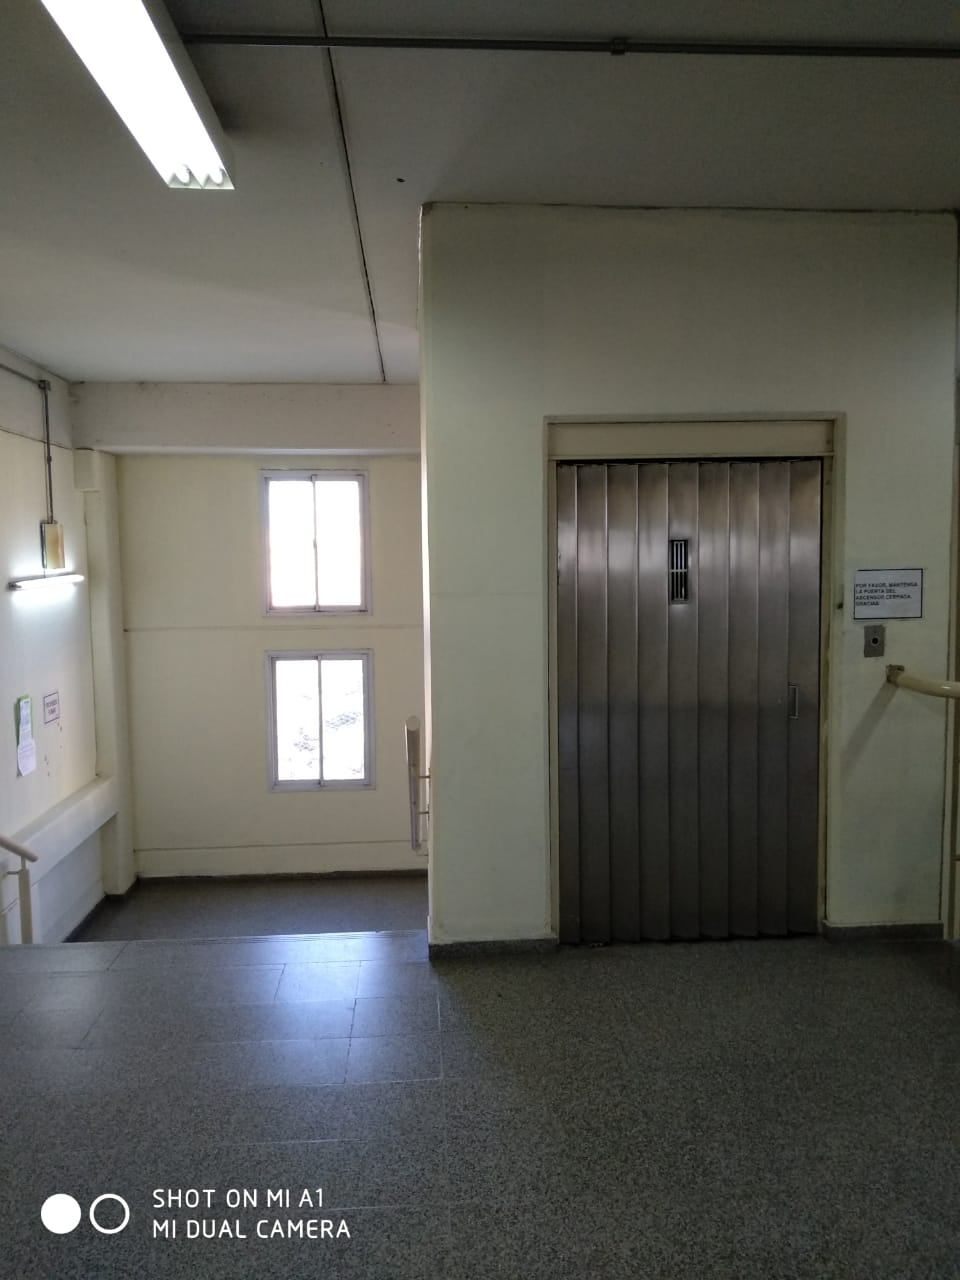 POR FAVOR, MANTENGA
LA PUERTA DEL
ASCENSOR CERRADA.
GRACIAS
SHOT ON MI A1
MI DUAL CAMERA